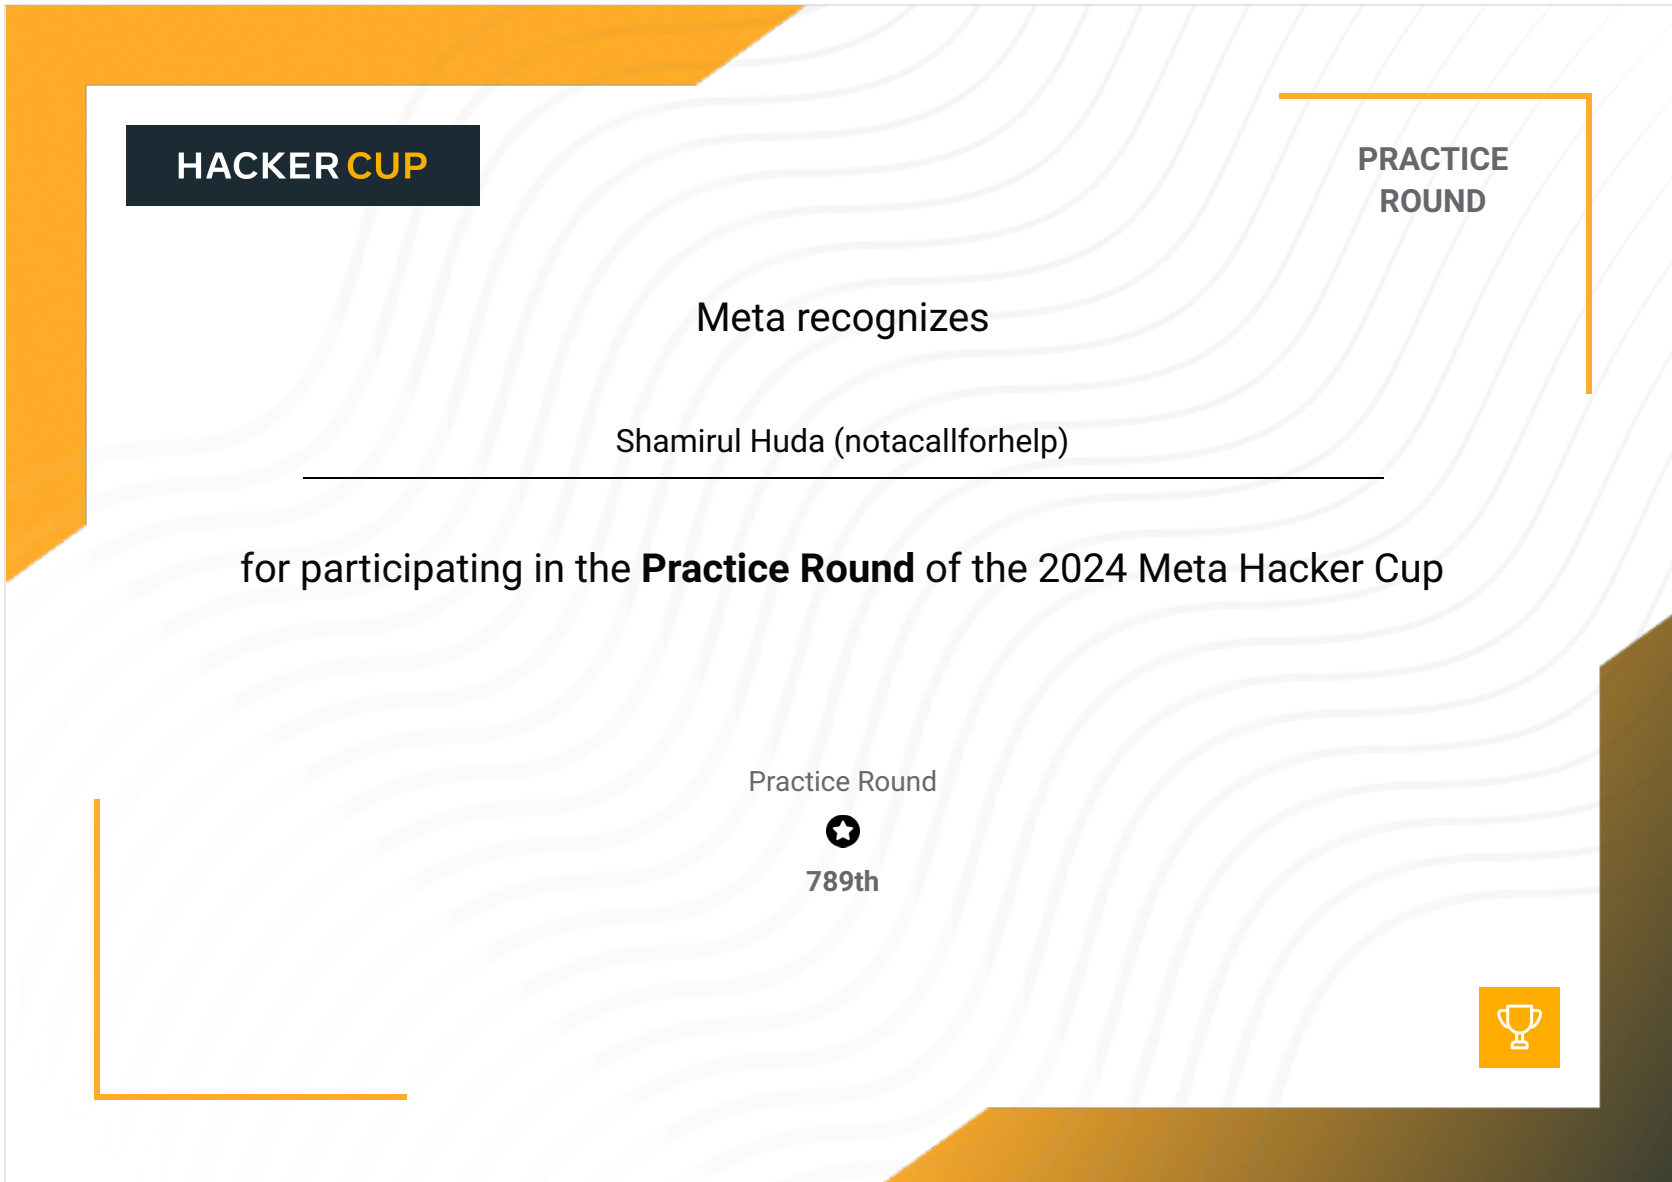 HACKER CUP
PRACTICE
ROUND
Meta recognizes
Shamirul Huda (notacallforhelp)
for participating in the Practice Round of the 2024 Meta Hacker Cup
Practice Round
789th